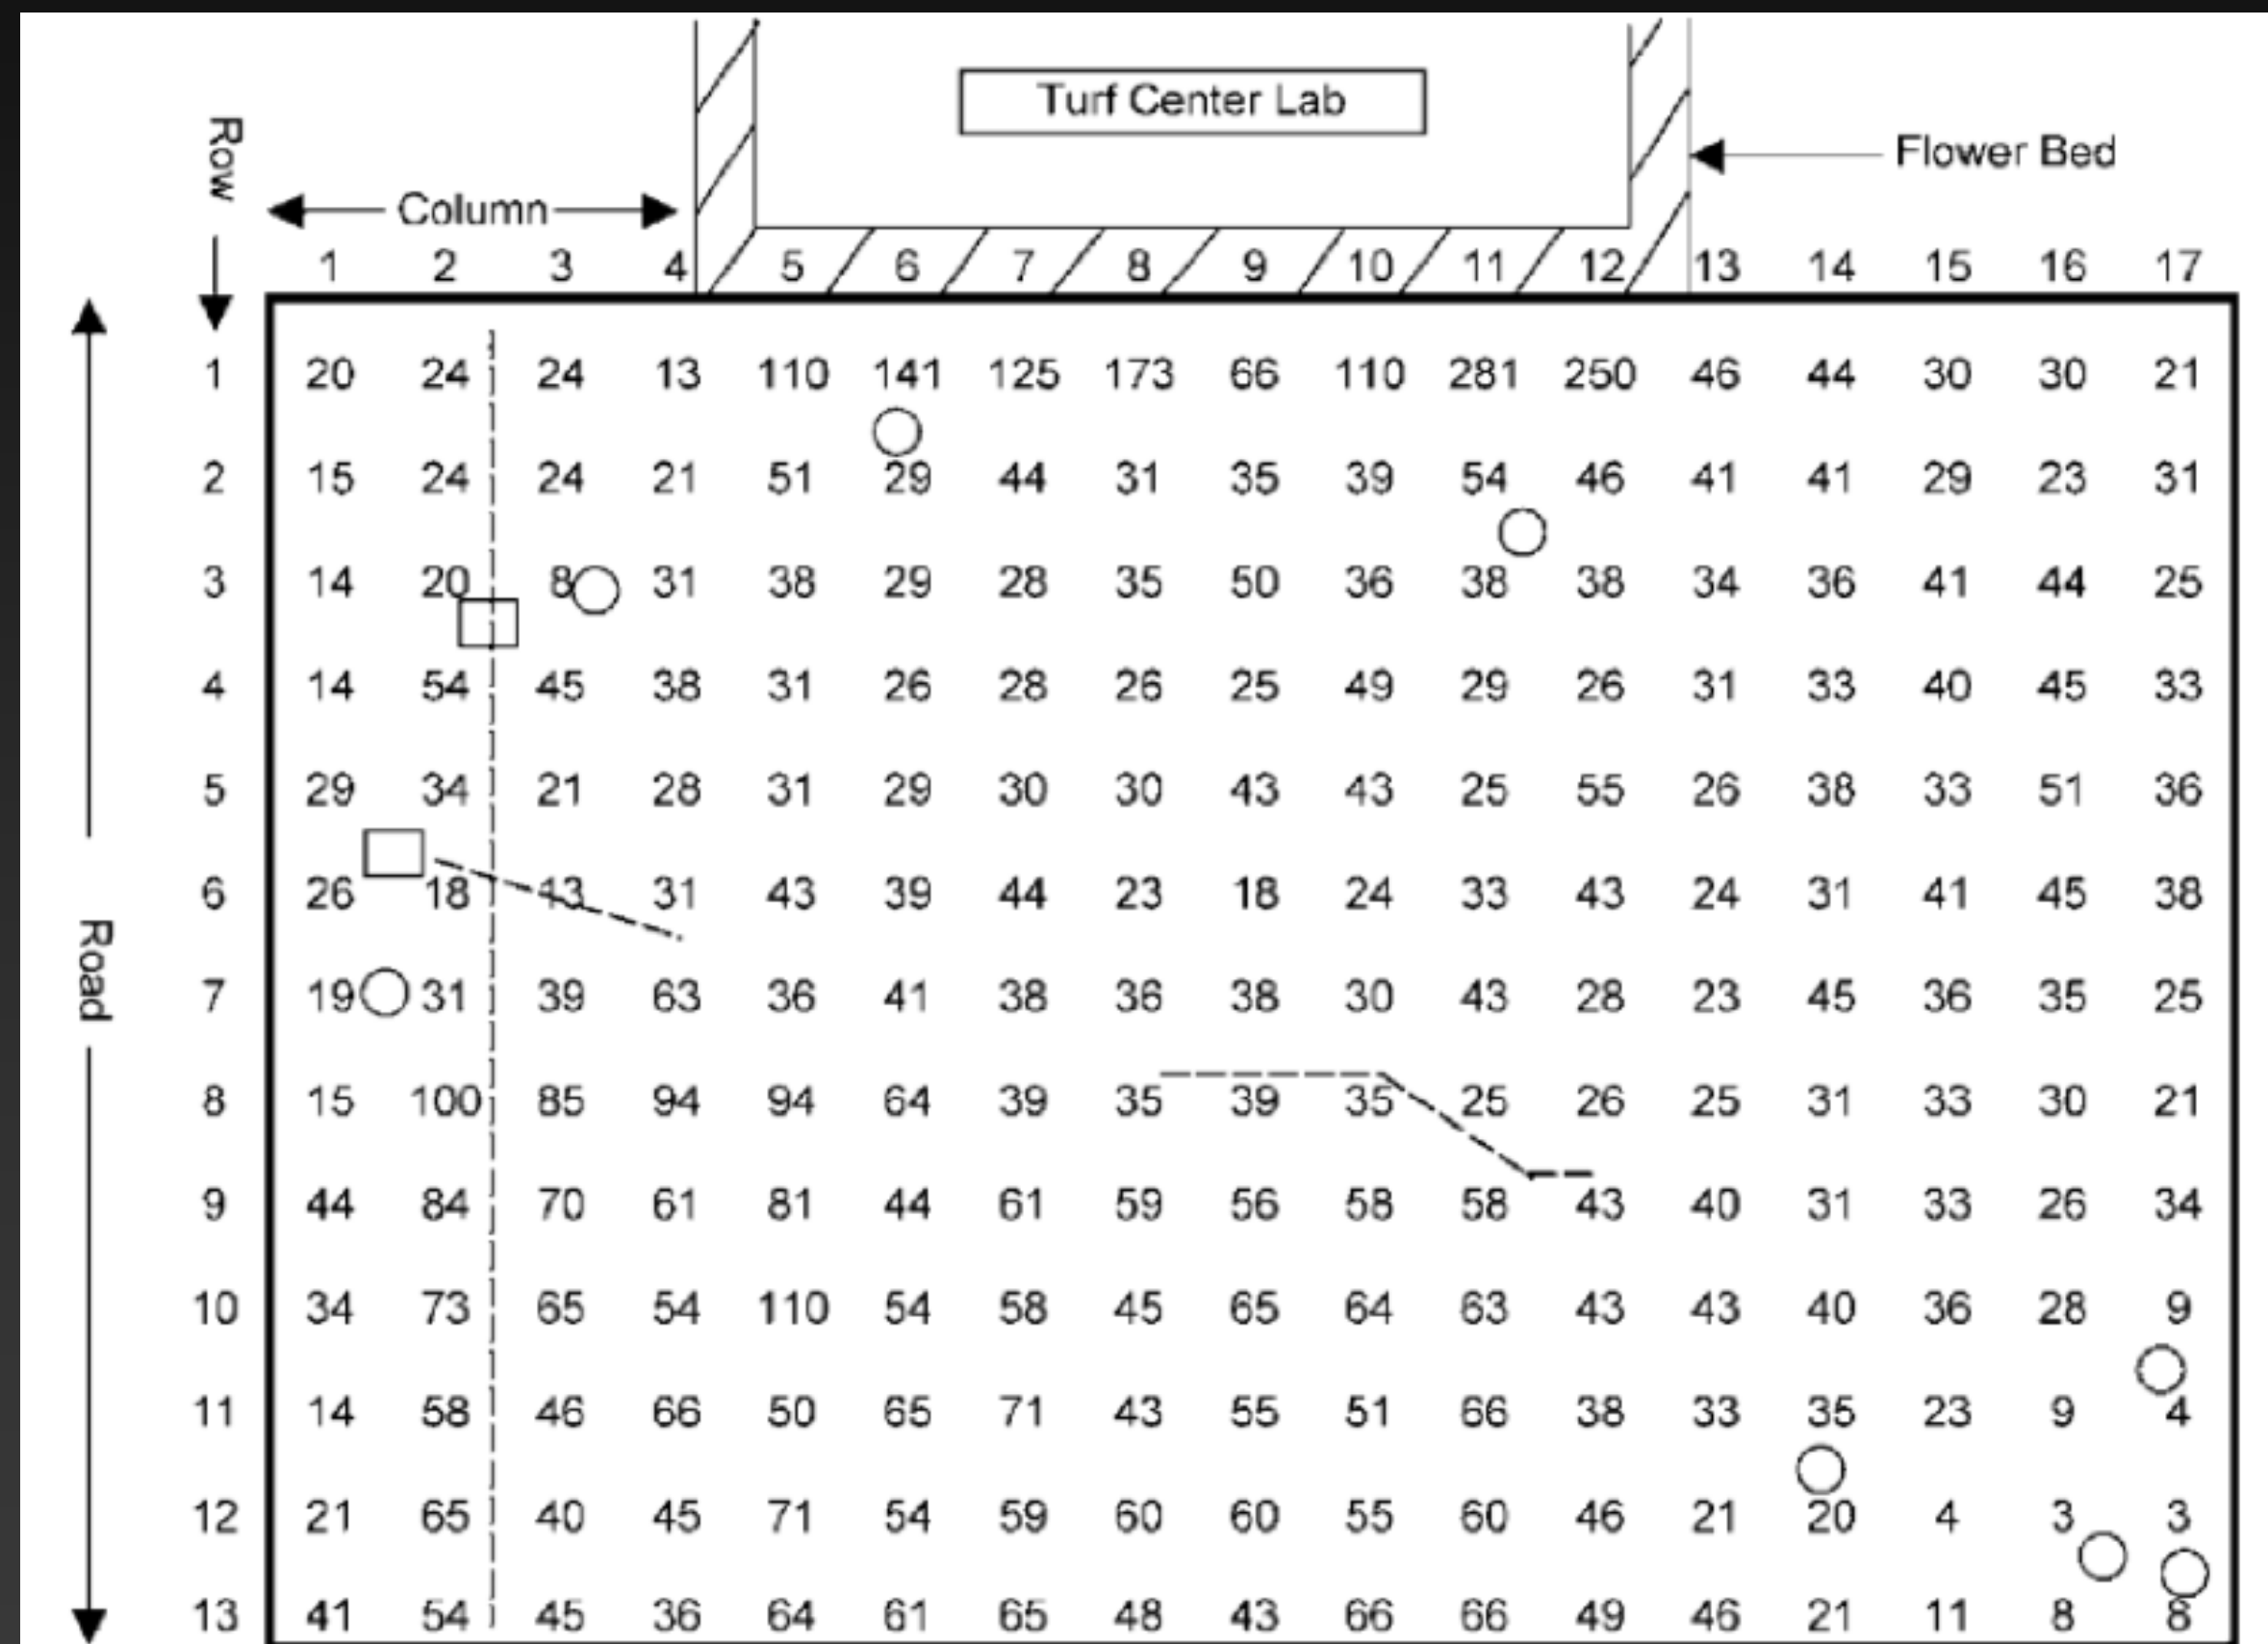 Turf Center Lab
Row
Flower Bed
Column
1 2 3 4 5 6 7 8 9 10 11 12 13 14 15 16 17
1 20 24 24 13 110 141 125 173 66 110 281 250 46 44 30 30 21
2 15 24 24 21 51 29 44 31 35 39 54 46 41 41 29 23 31
3 14 20 8 31 38 29 28 35 50 36 38 38 34 36 41 44 25
4 14 54 45 38 31 26 28 26 25 49 29 26 31 33 40 45 33
5 29 34 21 28 31 29 30 30 43 43 25 55 26 38 33 51 36
6 26 18 13 31 43 39 44 23 18 24 33 43 24 31 41 45 38
Road
7 19 31 39 63 36 41 38 36 38 30 43 28 23 45 36 35 25
8 15 100 85 94 94 64 39 35 39 35 25 26 25 31 33 30 21
9 44 84 70 61 81 44 61 59 56 58 58 43 40 31 33 26 34
10 34 73 65 54 110 54 58 45 65 64 63 43 43 40 36 28 9
11 14 58 46 66 50 65 71 43 55 51 66 38 33 35 23 9 4
12 21 65 40 45 71 54 59 60 60 55 60 46 21 20 4 3 3
13 41 54 45 36 64 61 65 48 43 66 66 49 46 21 11 8 8